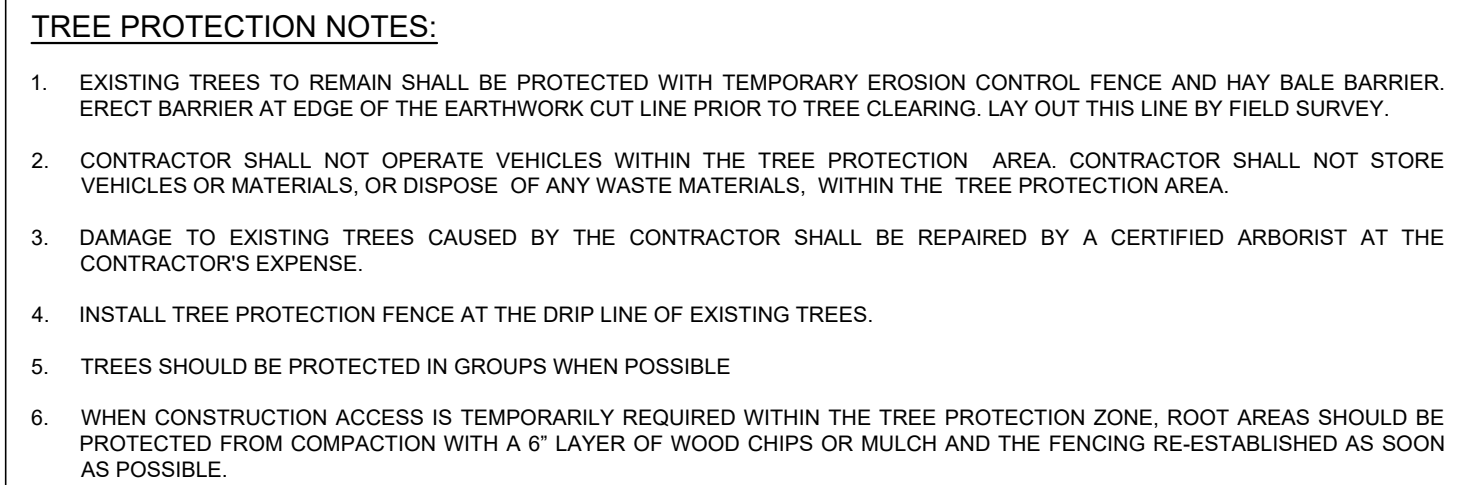 TREE PROTECTION NOTES:
1. EXISTING TREES TO REMAIN SHALL BE PROTECTED WITH TEMPORARY EROSION CONTROL FENCE AND HAY BALE BARRIER.
ERECT BARRIER AT EDGE OF THE EARTHWORK CUT LINE PRIOR TO TREE CLEARING. LAY OUT THIS LINE BY FIELD SURVEY.
2. CONTRACTOR SHALL NOT OPERATE VEHICLES WITHIN THE TREE PROTECTION AREA. CONTRACTOR SHALL NOT STORE
VEHICLES OR MATERIALS, OR DISPOSE OF ANY WASTE MATERIALS, WITHIN THE TREE PROTECTION AREA.
3. DAMAGE TO EXISTING TREES CAUSED BY THE CONTRACTOR SHALL BE REPAIRED BY A CERTIFIED ARBORIST AT THE
CONTRACTOR'S EXPENSE.
4. INSTALL TREE PROTECTION FENCE AT THE DRIP LINE OF EXISTING TREES.
5. TREES SHOULD BE PROTECTED IN GROUPS WHEN POSSIBLE
6. WHEN CONSTRUCTION ACCESS IS TEMPORARILY REQUIRED WITHIN THE TREE PROTECTION ZONE, ROOT AREAS SHOULD BE
PROTECTED FROM COMPACTION WITH A 6” LAYER OF WOOD CHIPS OR MULCH AND THE FENCING RE-ESTABLISHED AS SOON
AS POSSIBLE.